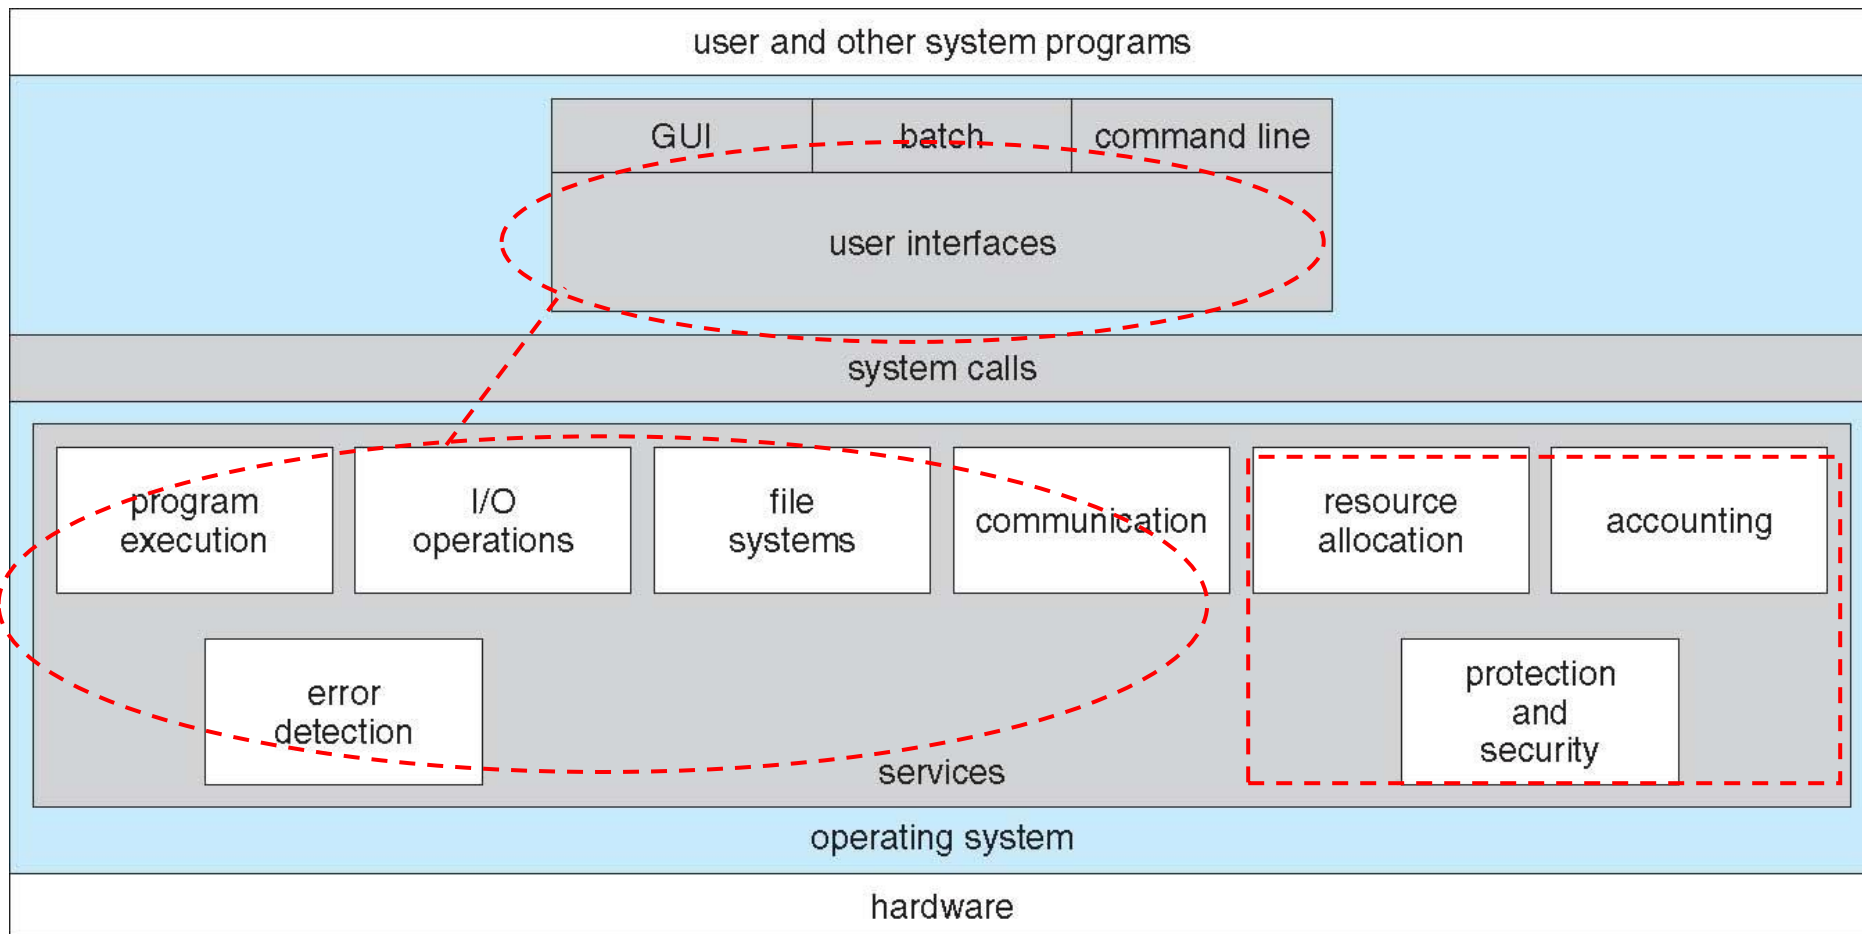 user and other system programs
GUI
batch
command line
user interfaces
system calls
program
execution
I/O
operations
file
systems
communication
resource
allocation
accounting
error
detection
protection
and
security
services
operating system
hardware